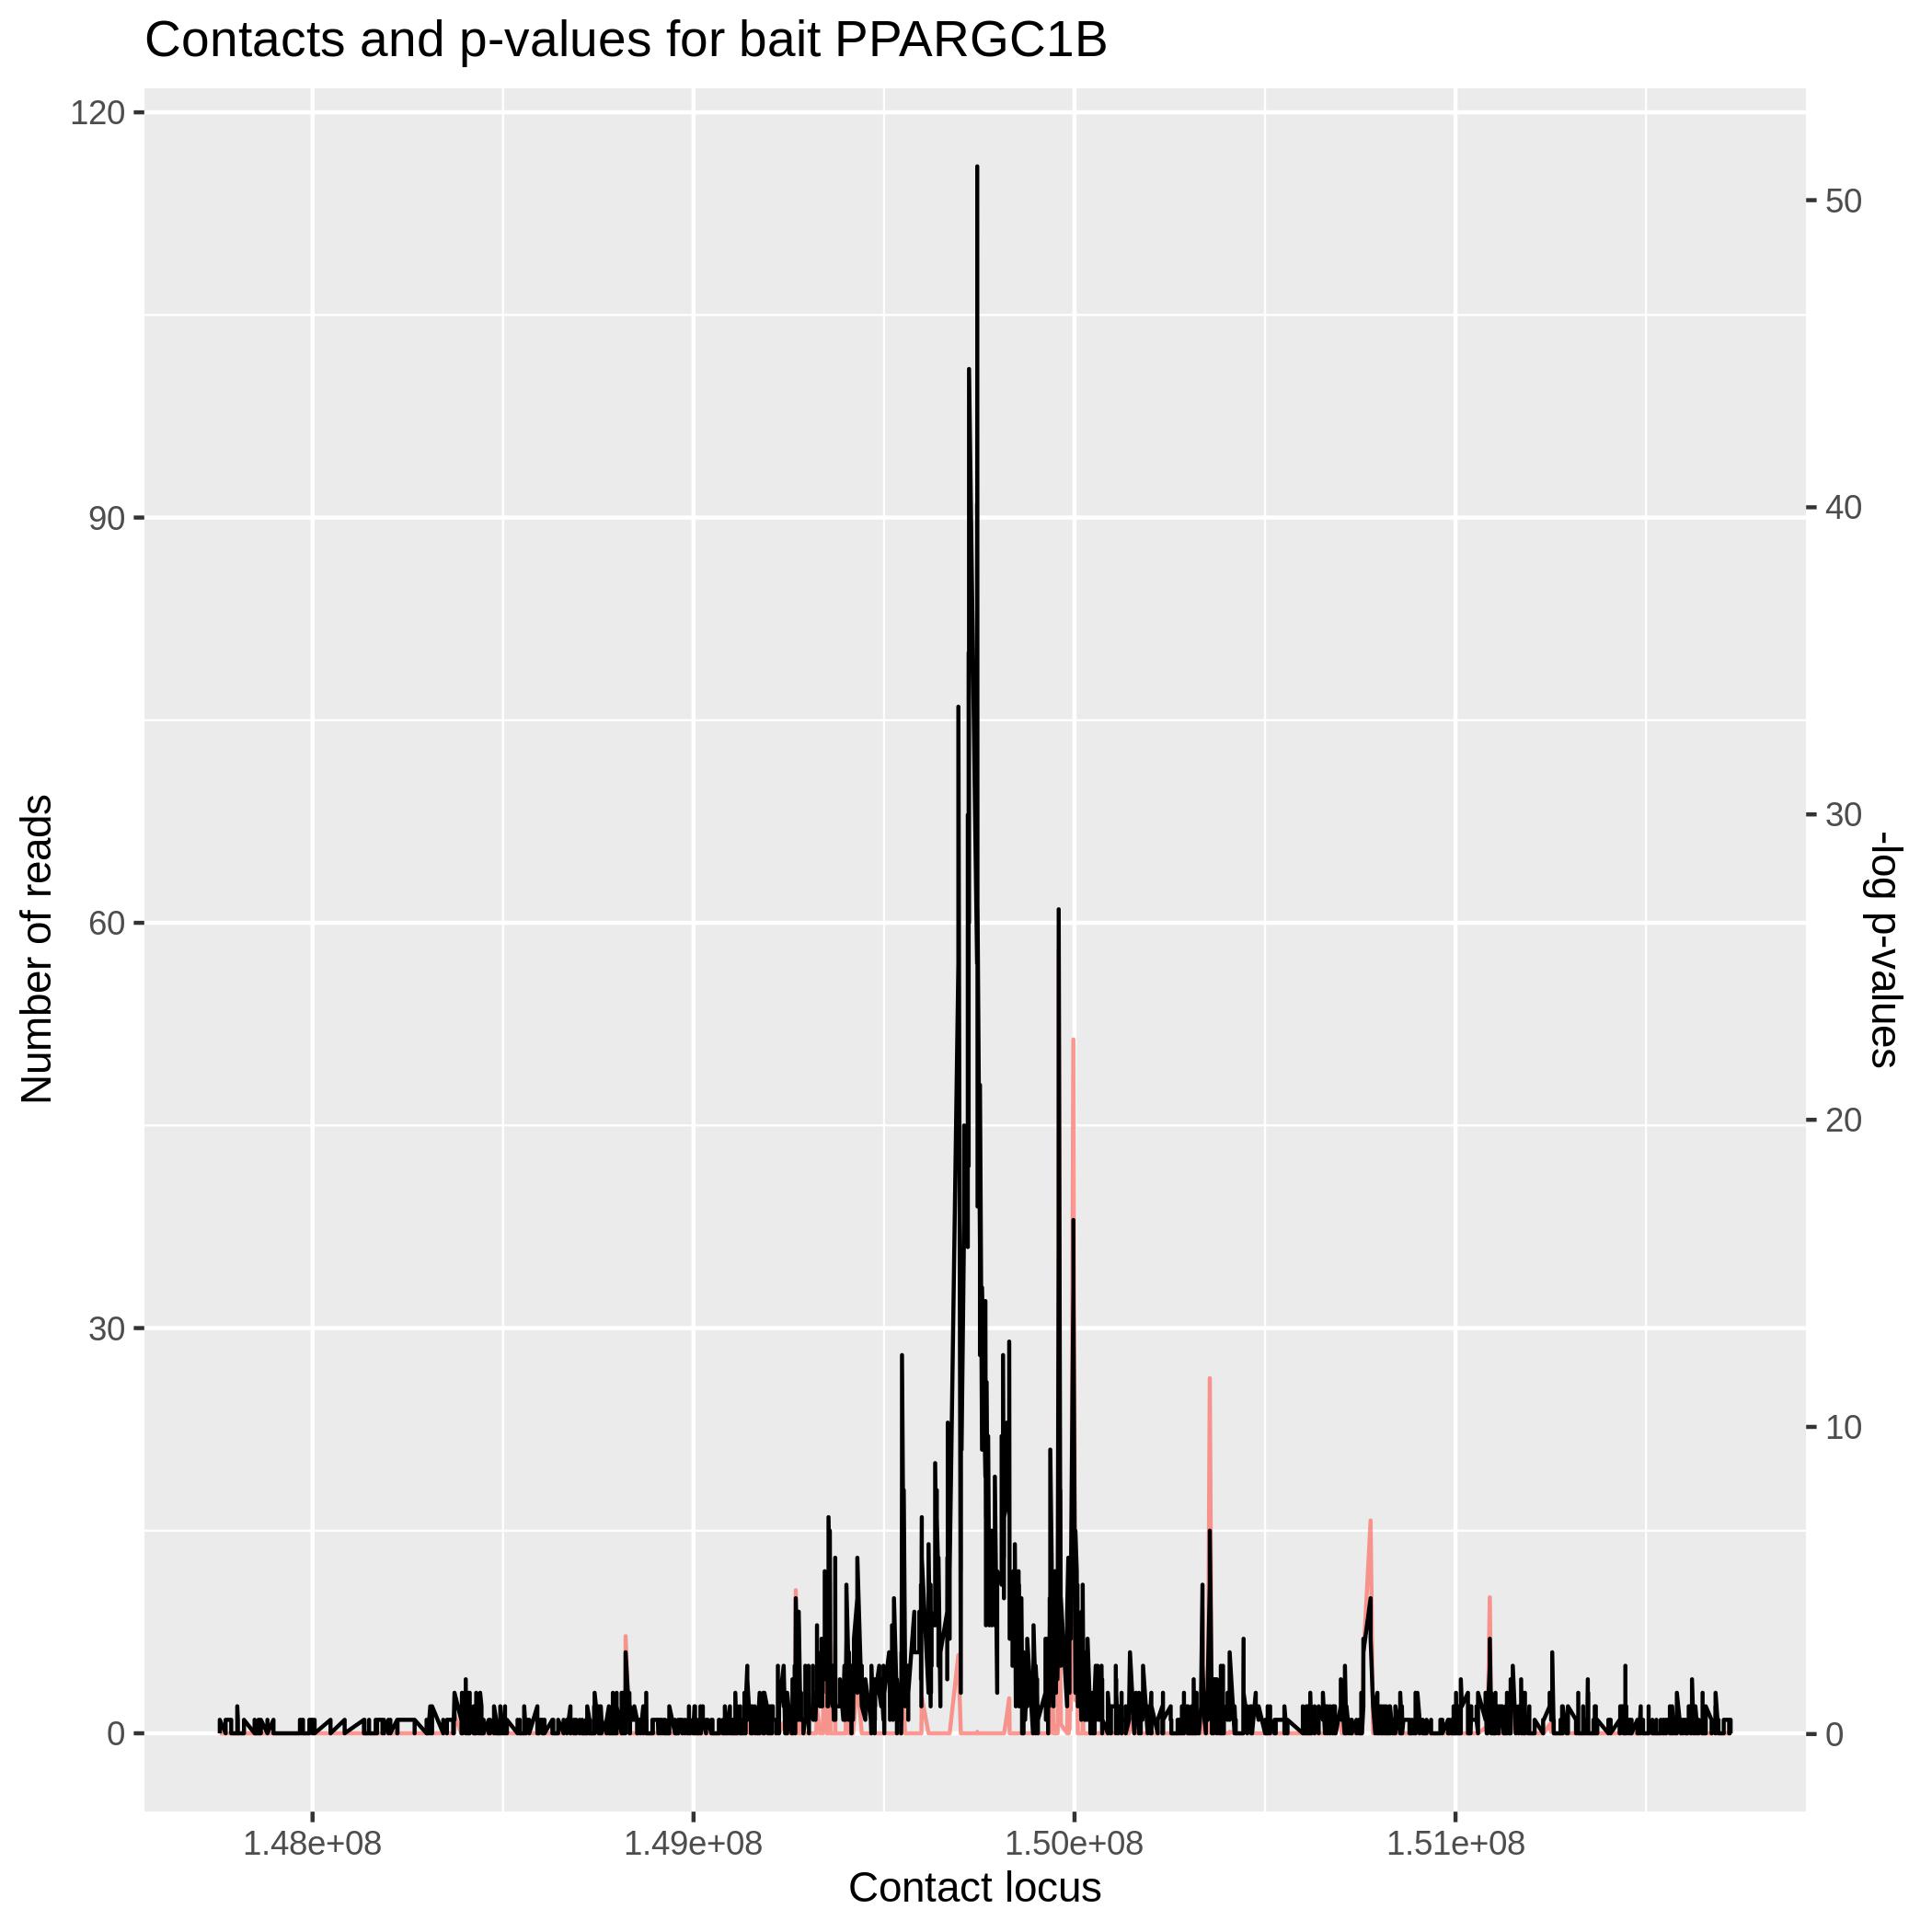 Contacts and p-values for bait PPARGC1B
120
90
60
30
0
Number of reads
50
40
30
20
10
0
-log p-values
1.48e+08 1.49e+08 1.50e+08 1.51e+08
Contact locus